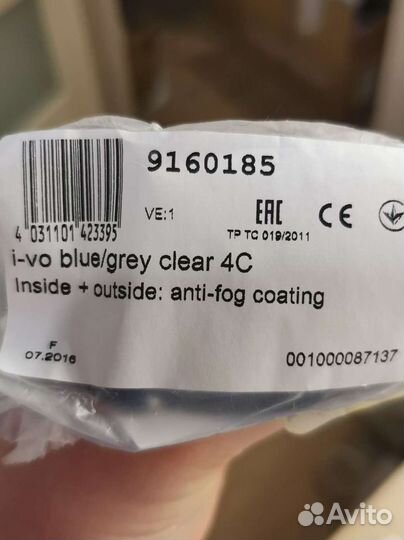 9160185
4 031101 423395
VE:1
EAC
CE
TP TC 019/2011
i-vo blue/grey clear 4C
Inside + outside: anti-fog coating
F
07.2016
001000087137
Avito